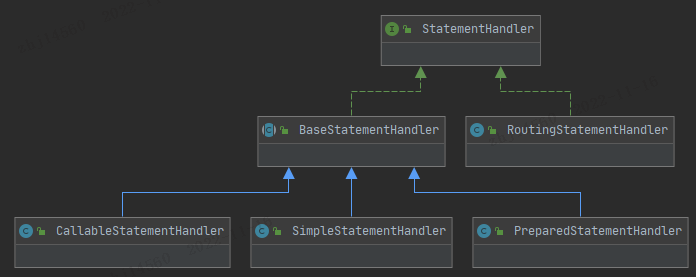 I StatementHandler
C BaseStatementHandler
C RoutingStatementHandler
C CallableStatementHandler
C SimpleStatementHandler
C PreparedStatementHandler